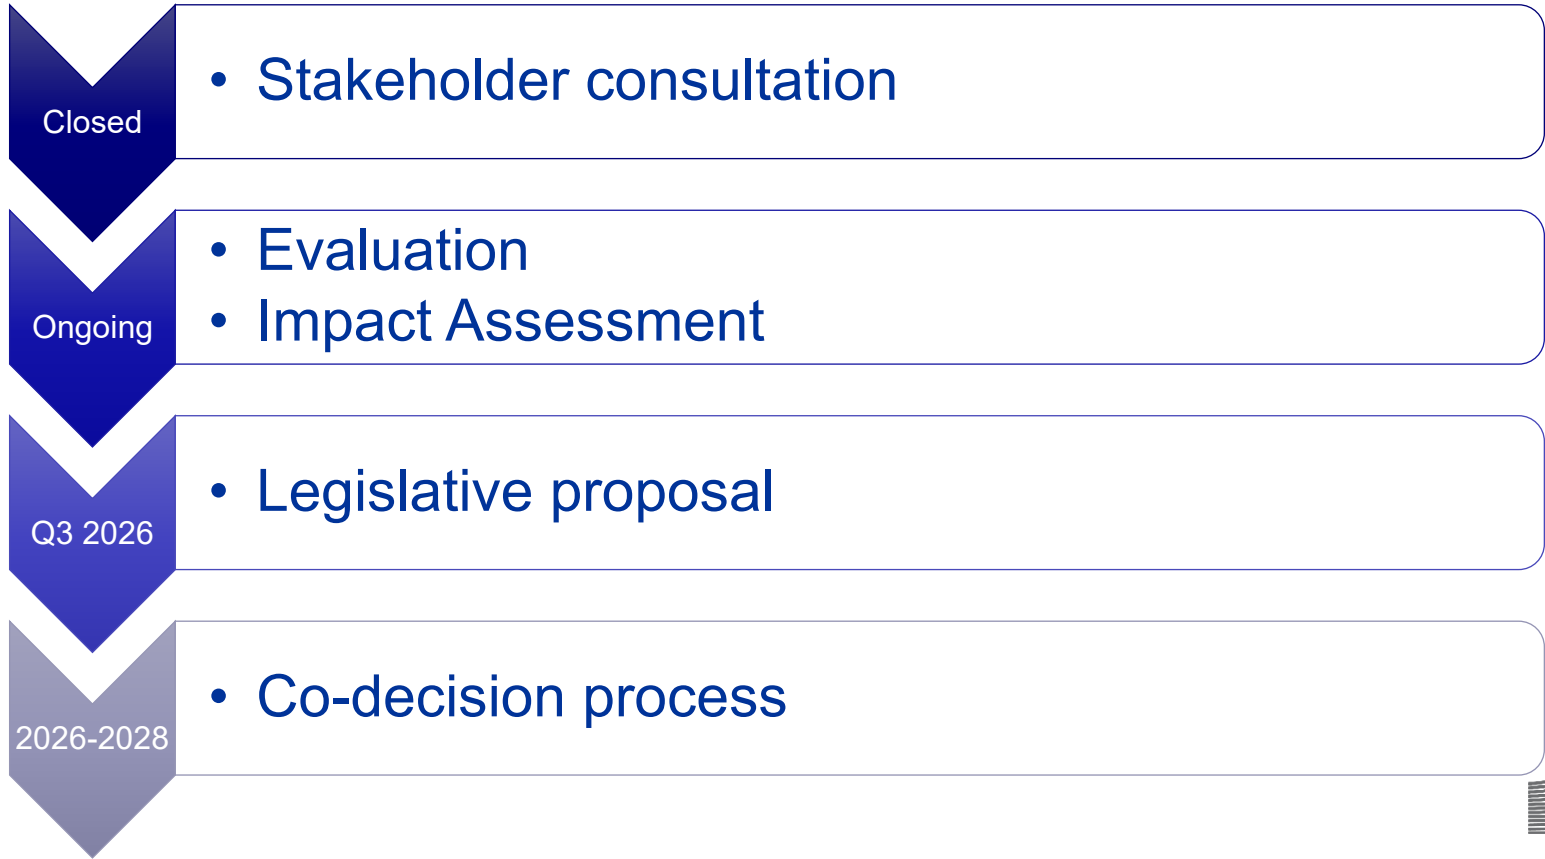 Closed
• Stakeholder consultation
Ongoing
• Evaluation
• Impact Assessment
Q3 2026
• Legislative proposal
2026-2028
• Co-decision process